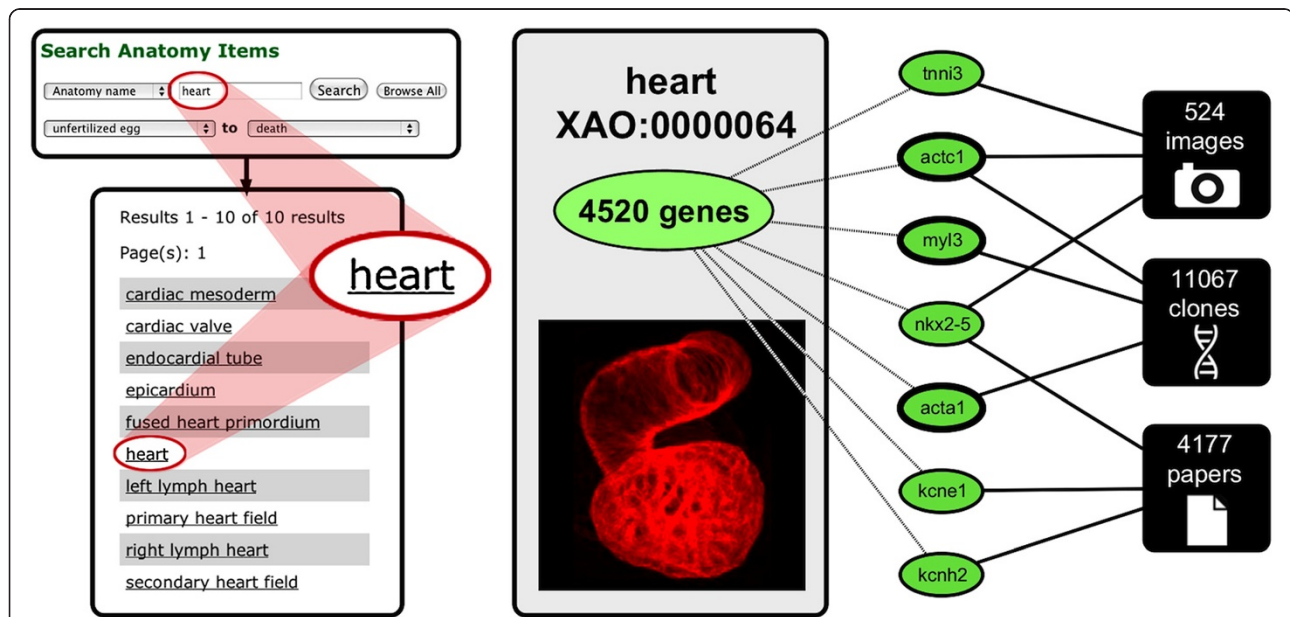 Search Anatomy Items
Anatomy name heart Search Browse All
unfertilized egg to death
Results 1 - 10 of 10 results
Page(s): 1
cardiac mesoderm
cardiac valve
endocardial tube
epicardium
fused heart primordium
heart
left lymph heart
primary heart field
right lymph heart
secondary heart field
heart
heart
XAO:0000064
4520 genes
tnni3
actc1
myl3
nkx2-5
acta1
kcne1
kcnh2
524
images
11067
clones
4177
papers